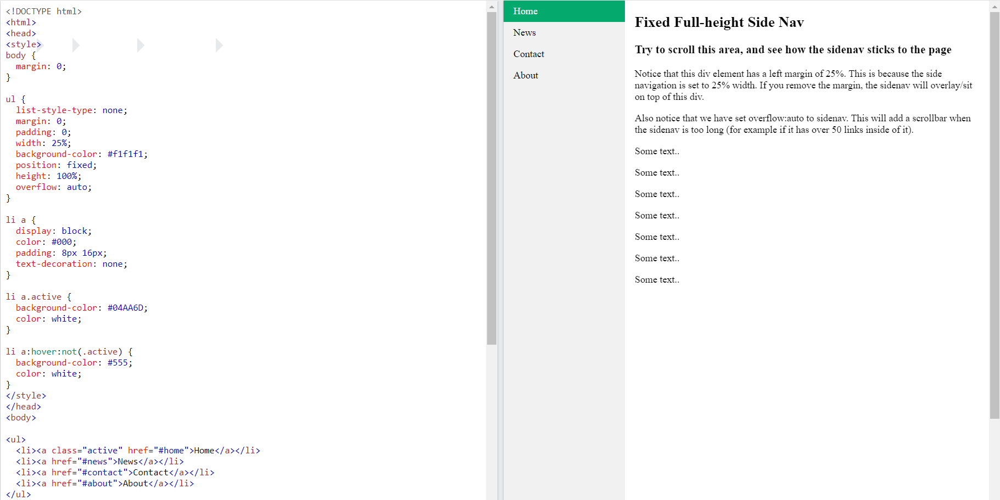 <!DOCTYPE html>
<html>
<head>
<style>
body {
  margin: 0;
}

ul {
  list-style-type: none;
  margin: 0;
  padding: 0;
  width: 25%;
  background-color: #f1f1f1;
  position: fixed;
  height: 100%;
  overflow: auto;
}

li a {
  display: block;
  color: #000;
  padding: 8px 16px;
  text-decoration: none;
}

li a.active {
  background-color: #04AA6D;
  color: white;
}

li a:hover:not(.active) {
  background-color: #555;
  color: white;
}
</style>
</head>
<body>

<ul>
  <li><a class="active" href="#home">Home</a></li>
  <li><a href="#news">News</a></li>
  <li><a href="#contact">Contact</a></li>
  <li><a href="#about">About</a></li>
</ul>
Home
News
Contact
About
Fixed Full-height Side Nav
Try to scroll this area, and see how the sidenav sticks to the page
Notice that this div element has a left margin of 25%. This is because the side
navigation is set to 25% width. If you remove the margin, the sidenav will overlay/sit
on top of this div.
Also notice that we have set overflow:auto to sidenav. This will add a scrollbar when
the sidenav is too long (for example if it has over 50 links inside of it).
Some text..
Some text..
Some text..
Some text..
Some text..
Some text..
Some text..